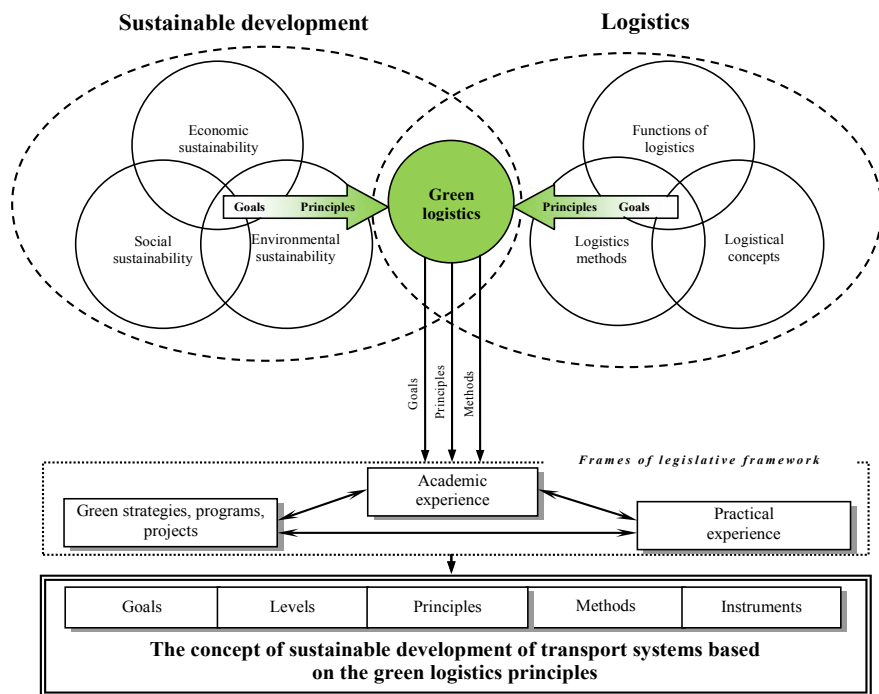 Sustainable development
Logistics
Economic
sustainability
Functions of
logistics
Green
logistics
Goals Principles
Principles Goals
Social
sustainability
Environmental
sustainability
Logistics
methods
Logistical
concepts
Goals
Principles
Methods
Frames of legislative framework
Academic
experience
Green strategies, programs,
projects
Practical
experience
Goals
Levels
Principles
Methods
Instruments
The concept of sustainable development of transport systems based
on the green logistics principles